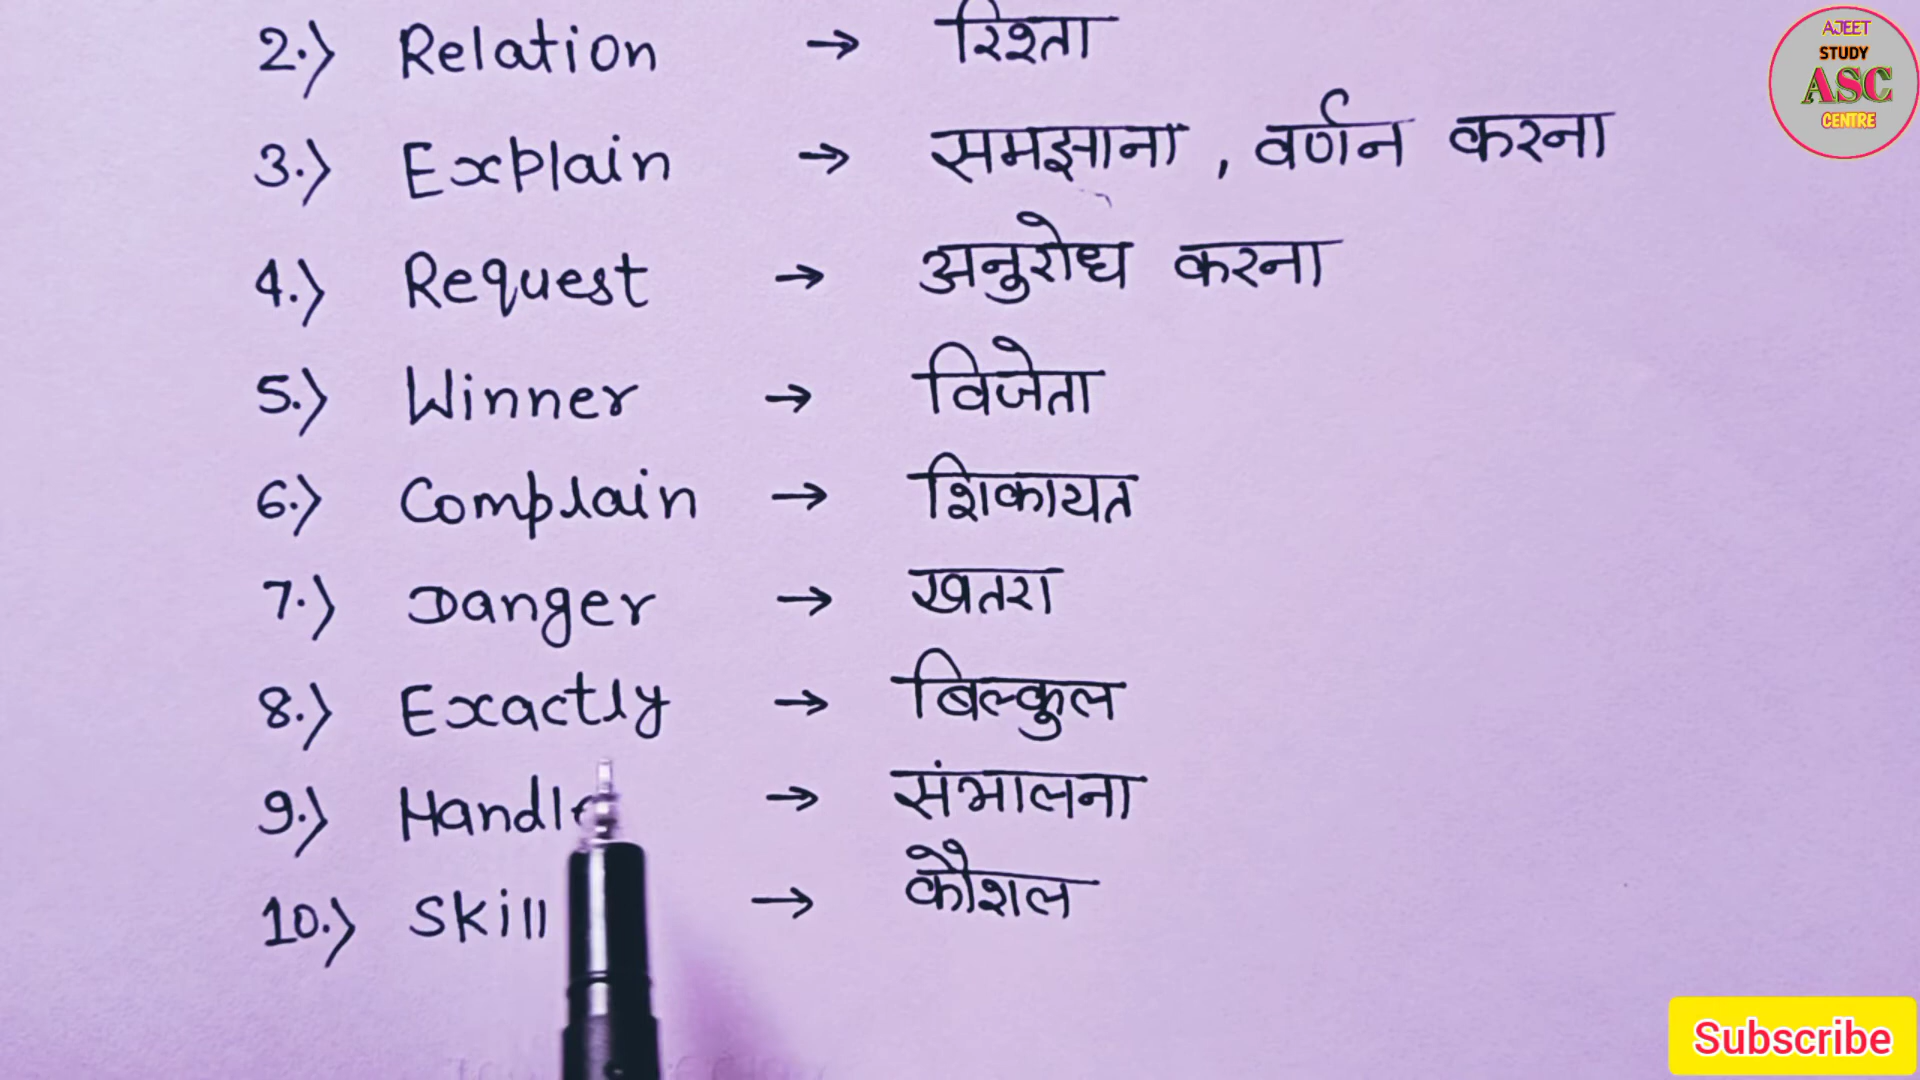 2.) Relation → रिश्ता
3.) Explain → समझाना , वर्णन करना
4.) Request → अनुरोध करना
5.) Winner → विजेता
6.) Complain → शिकायत
7.) Danger → खतरा
8.) Exactly → बिल्कुल
9.) Handle → संभालना
10.) Skill → कौशल
AJEET
STUDY
ASC
CENTRE
Subscribe